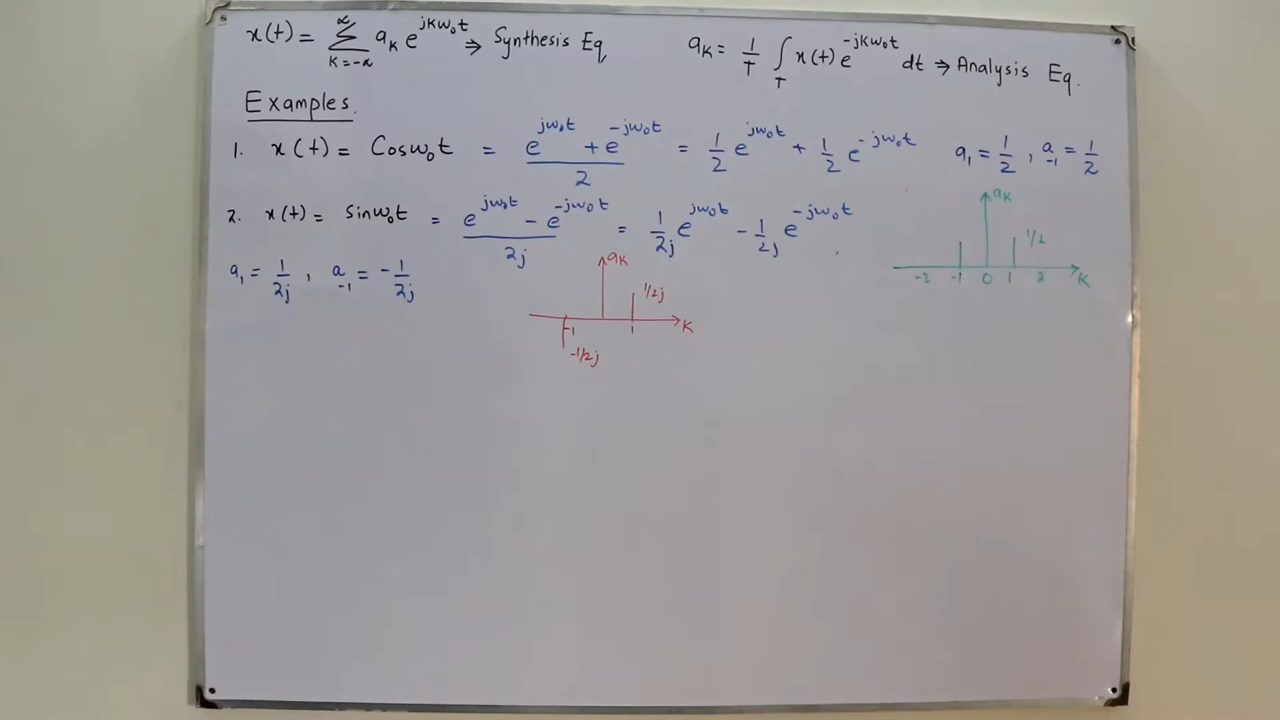 x(t) = ∑_{K=-∞}^{∞} a_K e^{jKω₀t} ⇒ Synthesis Eq, a_K = 1/T ∫_T x(t) e^{-jKω₀t} dt ⇒ Analysis Eq.
Examples.
1. x(t) = Cosω₀t = (e^{jω₀t} + e^{-jω₀t})/2 = 1/2 e^{jω₀t} + 1/2 e^{-jω₀t} a₁ = 1/2 , a₋₁ = 1/2
2. x(t) = Sinω₀t = (e^{jω₀t} - e^{-jω₀t})/2j = 1/2j e^{jω₀t} - 1/2j e^{-jω₀t}
a₁ = 1/2j , a₋₁ = -1/2j
a_K
1/2j
-1 1 K
-1/2j
a_K
1/2
-2 -1 0 1 2 K